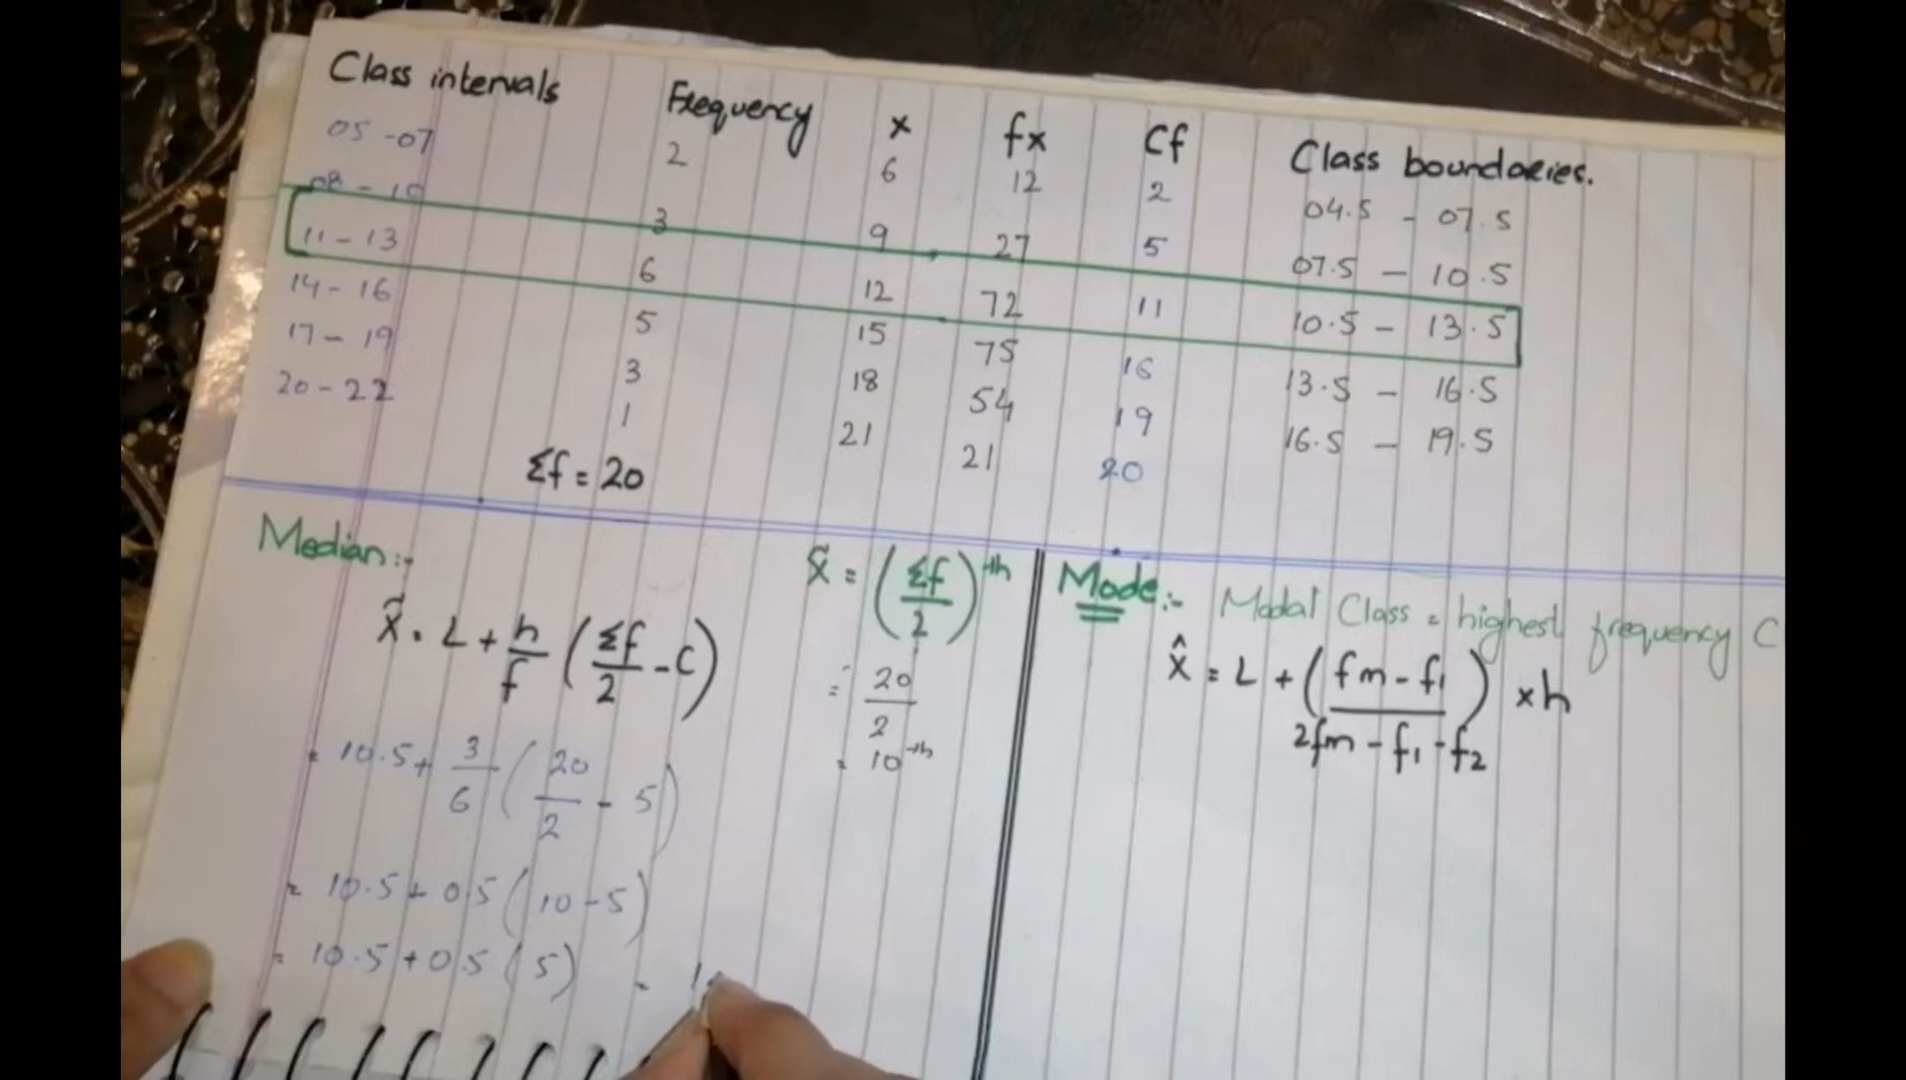 Class intervals Frequency x fx Cf Class boundaries.
05 - 07 2 6 12 2 04.5 - 07.5
08 - 10 3 9 27 5 07.5 - 10.5
11 - 13 6 12 72 11 10.5 - 13.5
14 - 16 5 15 75 16 13.5 - 16.5
17 - 19 3 18 54 19 16.5 - 19.5
20 - 22 1 21 21 20
Σf = 20
Median:-
x̃ = L + h/f (Σf/2 - C)
= 10.5 + 3/6 (20/2 - 5)
= 10.5 + 0.5 (10 - 5)
= 10.5 + 0.5 (5) =
x̃ = (Σf/2)th
= 20/2
= 10th
Mode:- Modal Class = highest frequency C
x̂ = L + (fm - f1 / 2fm - f1 - f2) × h